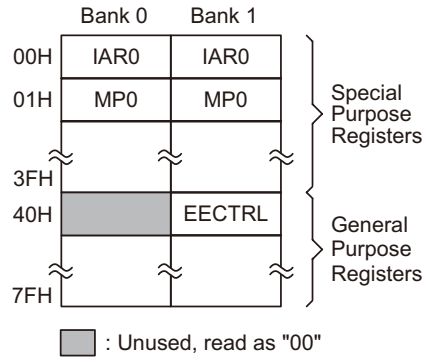 Bank 0 Bank 1
00H IAR0 IAR0
01H MP0 MP0
Special
Purpose
Registers
3FH
40H EECTRL
General
Purpose
Registers
7FH
: Unused, read as "00"